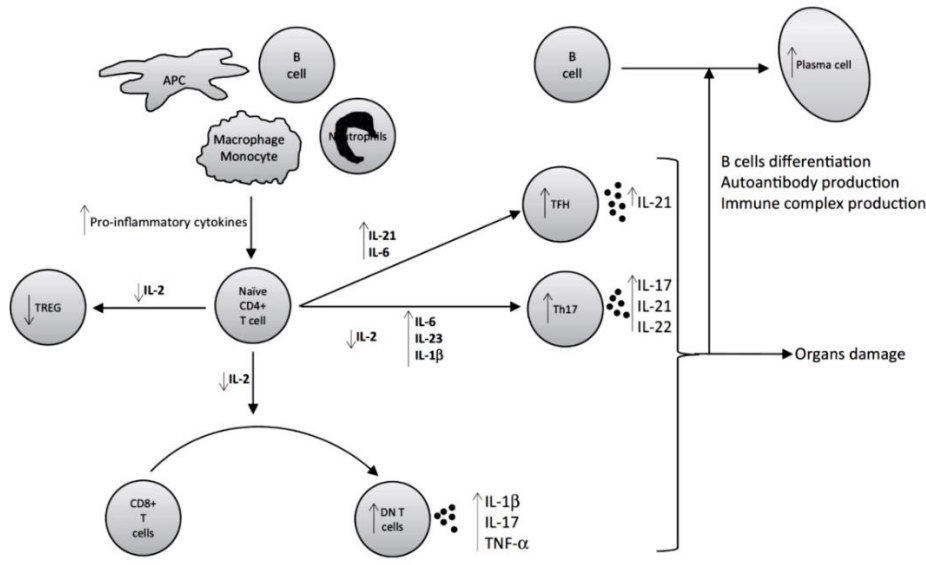 APC
B
cell
Macrophage
Monocyte
Neutrophils
↑ Pro-inflammatory cytokines
B
cell
↑ Plasma cell
B cells differentiation
Autoantibody production
Immune complex production
↑ IL-21
IL-6
↑ TFH
↑ IL-21
↓ TREG
↓ IL-2
Naïve
CD4+
T cell
↓ IL-2
↑ IL-6
IL-23
IL-1β
↑ Th17
↑ IL-17
IL-21
IL-22
Organs damage
↓ IL-2
CD8+
T
cells
↑ DN T
cells
↑ IL-1β
IL-17
TNF-α